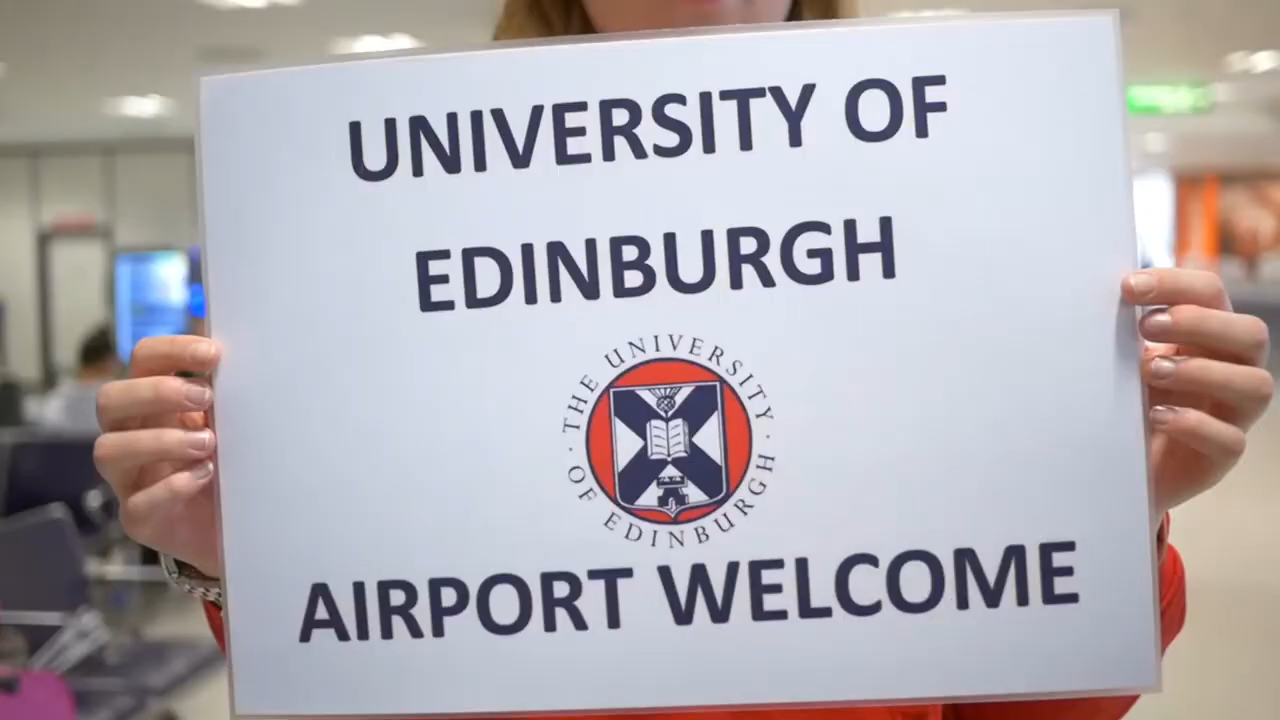 UNIVERSITY OF
EDINBURGH
THE UNIVERSITY
OF EDINBURGH
AIRPORT WELCOME